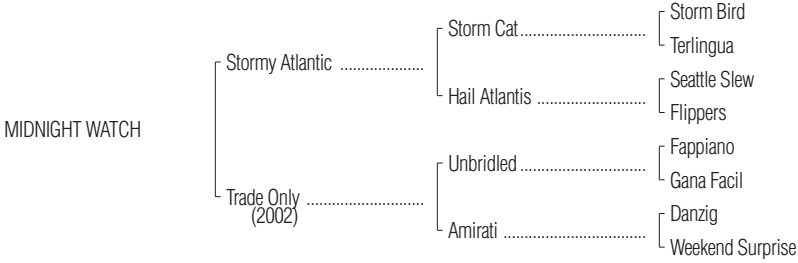 Storm Bird
Storm Cat
Terlingua
Stormy Atlantic
Seattle Slew
Hail Atlantis
Flippers
MIDNIGHT WATCH
Fappiano
Unbridled
Gana Facil
Trade Only
(2002)
Danzig
Amirati
Weekend Surprise